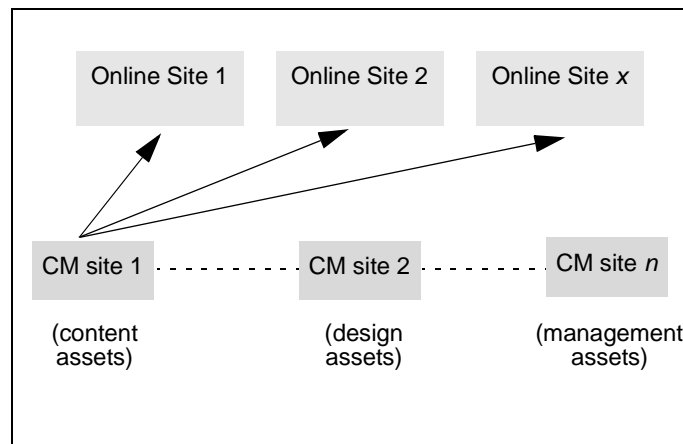 Online Site 1
Online Site 2
Online Site x
CM site 1
CM site 2
CM site n
(content
assets)
(design
assets)
(management
assets)